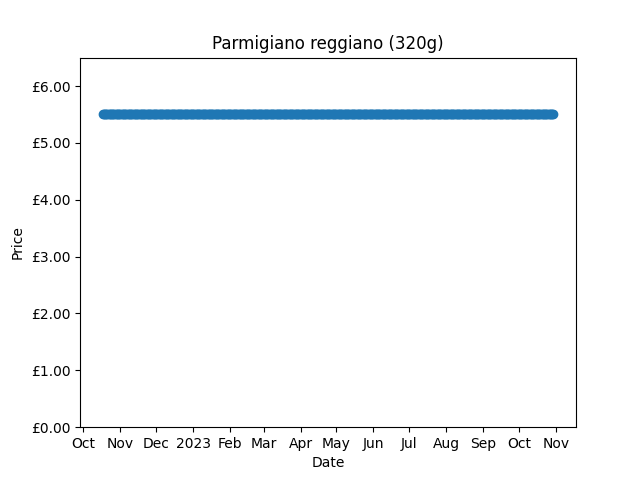 Parmigiano reggiano (320g)
£6.00
£5.00
£4.00
£3.00
£2.00
£1.00
£0.00
Price
Oct Nov Dec 2023 Feb Mar Apr May Jun Jul Aug Sep Oct Nov
Date